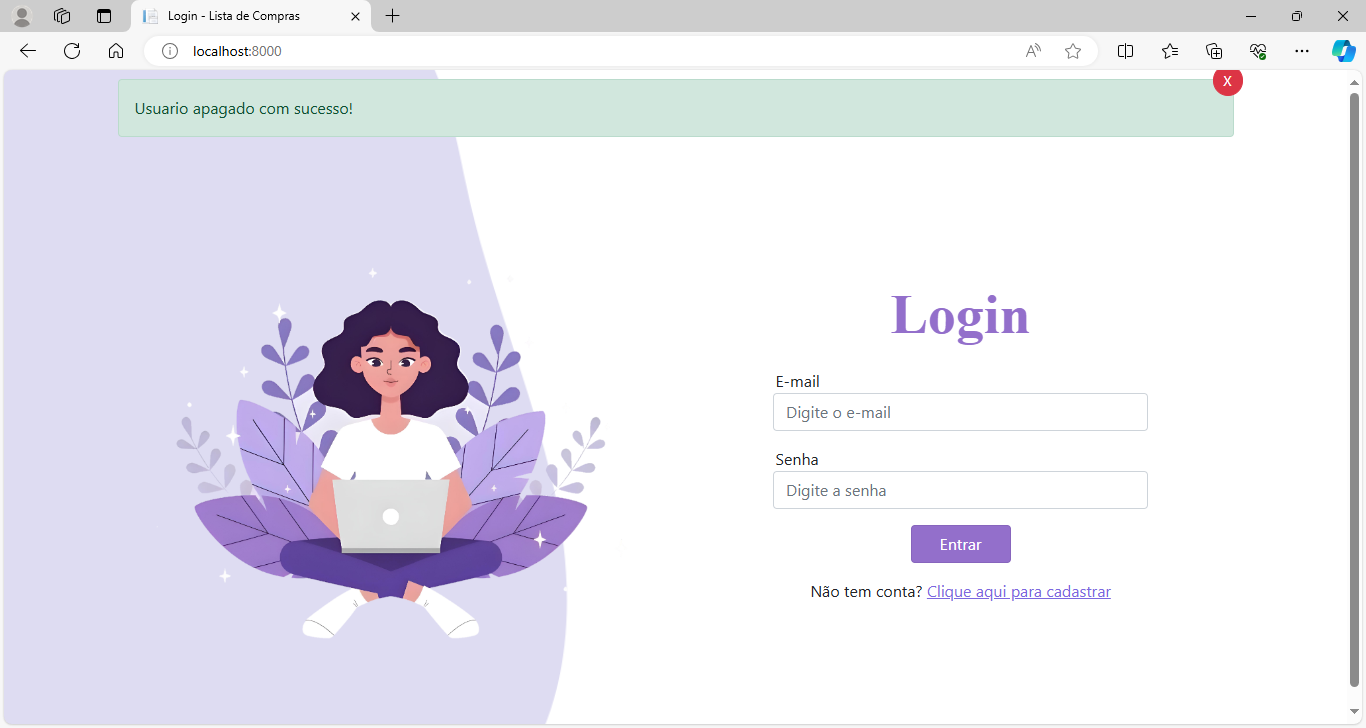 Login - Lista de Compras
localhost:8000
X
Usuario apagado com sucesso!
Login
E-mail
Digite o e-mail
Senha
Digite a senha
Entrar
Não tem conta? Clique aqui para cadastrar